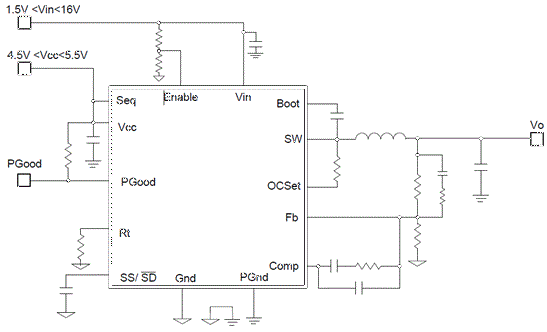 1.5V <Vin<16V
4.5V <Vcc<5.5V
Seq
Enable
Vin
Boot
Vo
Vcc
SW
PGood
PGood
OCSet
Fb
Rt
Comp
SS/ SD
Gnd
PGnd